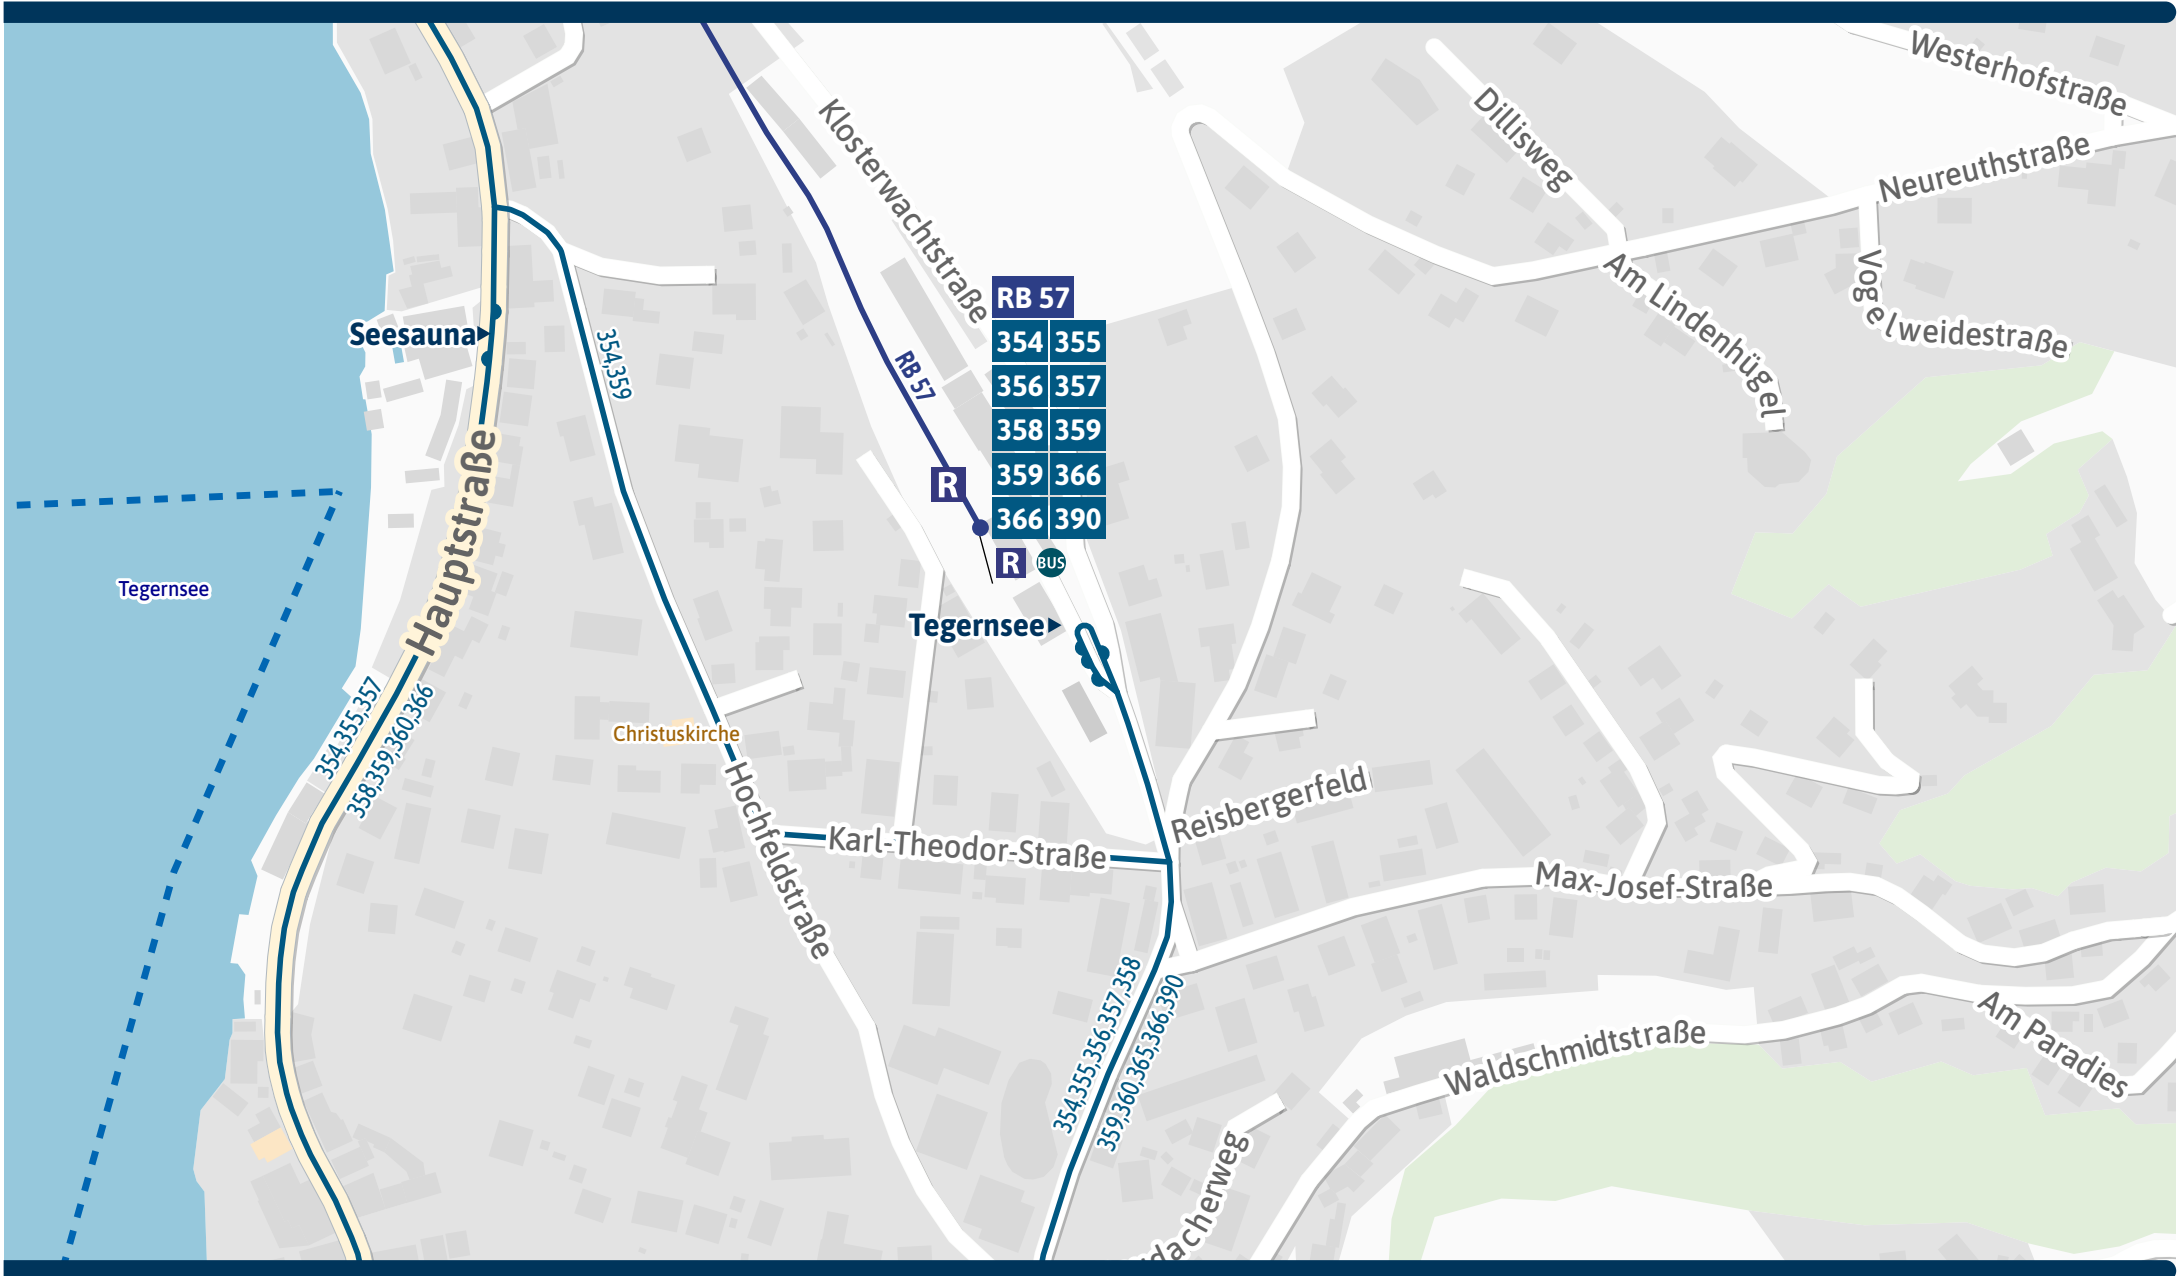 Westerhofstraße
Dillisweg
Klosterwachtstraße
Neureuthstraße
Am Lindenhügel
Vogelweidestraße
RB 57
354 355
356 357
358 359
359 366
366 390
R BUS
Seesauna
354,359
RB 57
R
Hauptstraße
Tegernsee
Tegernsee
354,355,357
358,359,360,366
Christuskirche
Hochfeldstraße
Karl-Theodor-Straße
Reisbergerfeld
Max-Josef-Straße
354,355,356,357,358
359,360,365,366,390
Waldschmidtstraße
Am Paradies
dacherweg